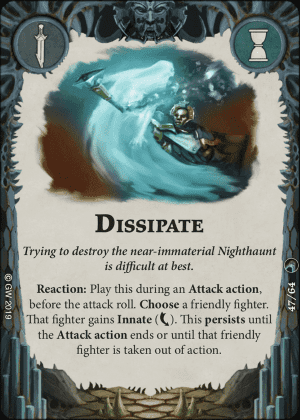 DISSIPATE
Trying to destroy the near-immaterial Nighthaunt
is difficult at best.
Reaction: Play this during an Attack action,
before the attack roll. Choose a friendly fighter.
That fighter gains Innate ( ). This persists until
the Attack action ends or until that friendly
fighter is taken out of action.
© GW 2019
47/64